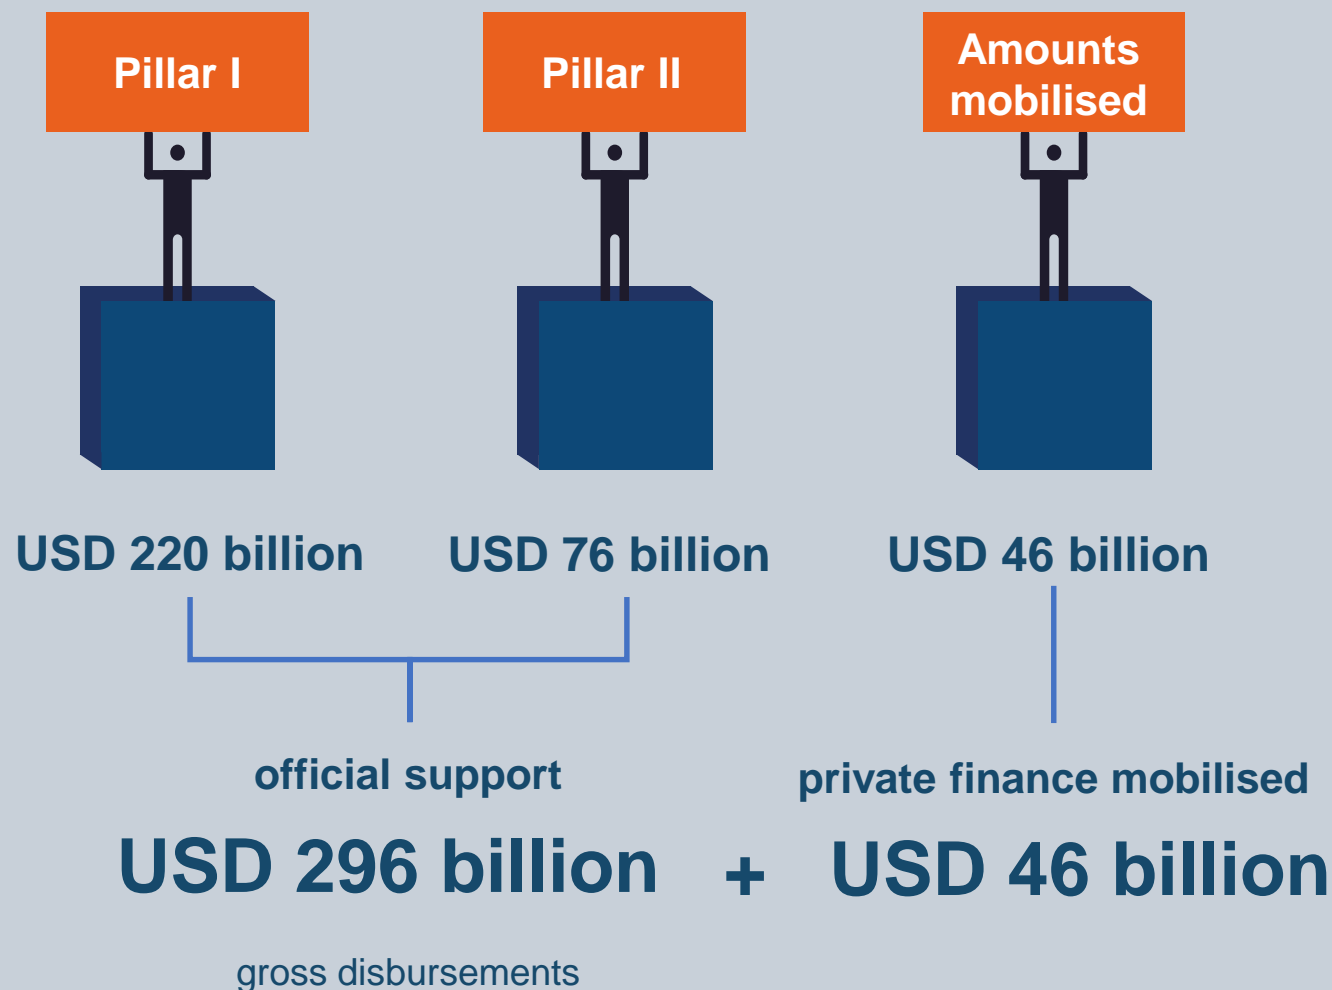 Pillar I
Pillar II
Amounts
mobilised
USD 220 billion
USD 76 billion
USD 46 billion
official support
private finance mobilised
USD 296 billion
+
USD 46 billion
gross disbursements